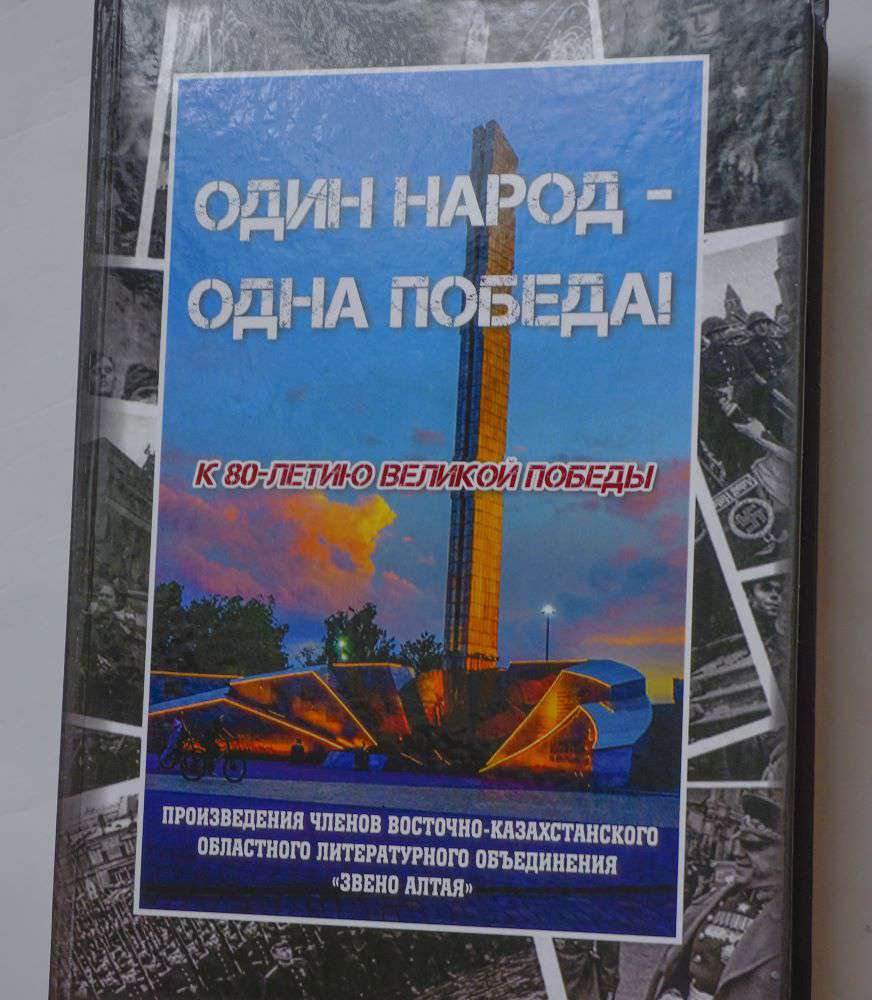 ОДИН НАРОД -
ОДНА ПОБЕДА!
К 80-ЛЕТИЮ ВЕЛИКОЙ ПОБЕДЫ
ПРОИЗВЕДЕНИЯ ЧЛЕНОВ ВОСТОЧНО-КАЗАХСТАНСКОГО
ОБЛАСТНОГО ЛИТЕРАТУРНОГО ОБЪЕДИНЕНИЯ
«ЗВЕНО АЛТАЯ»